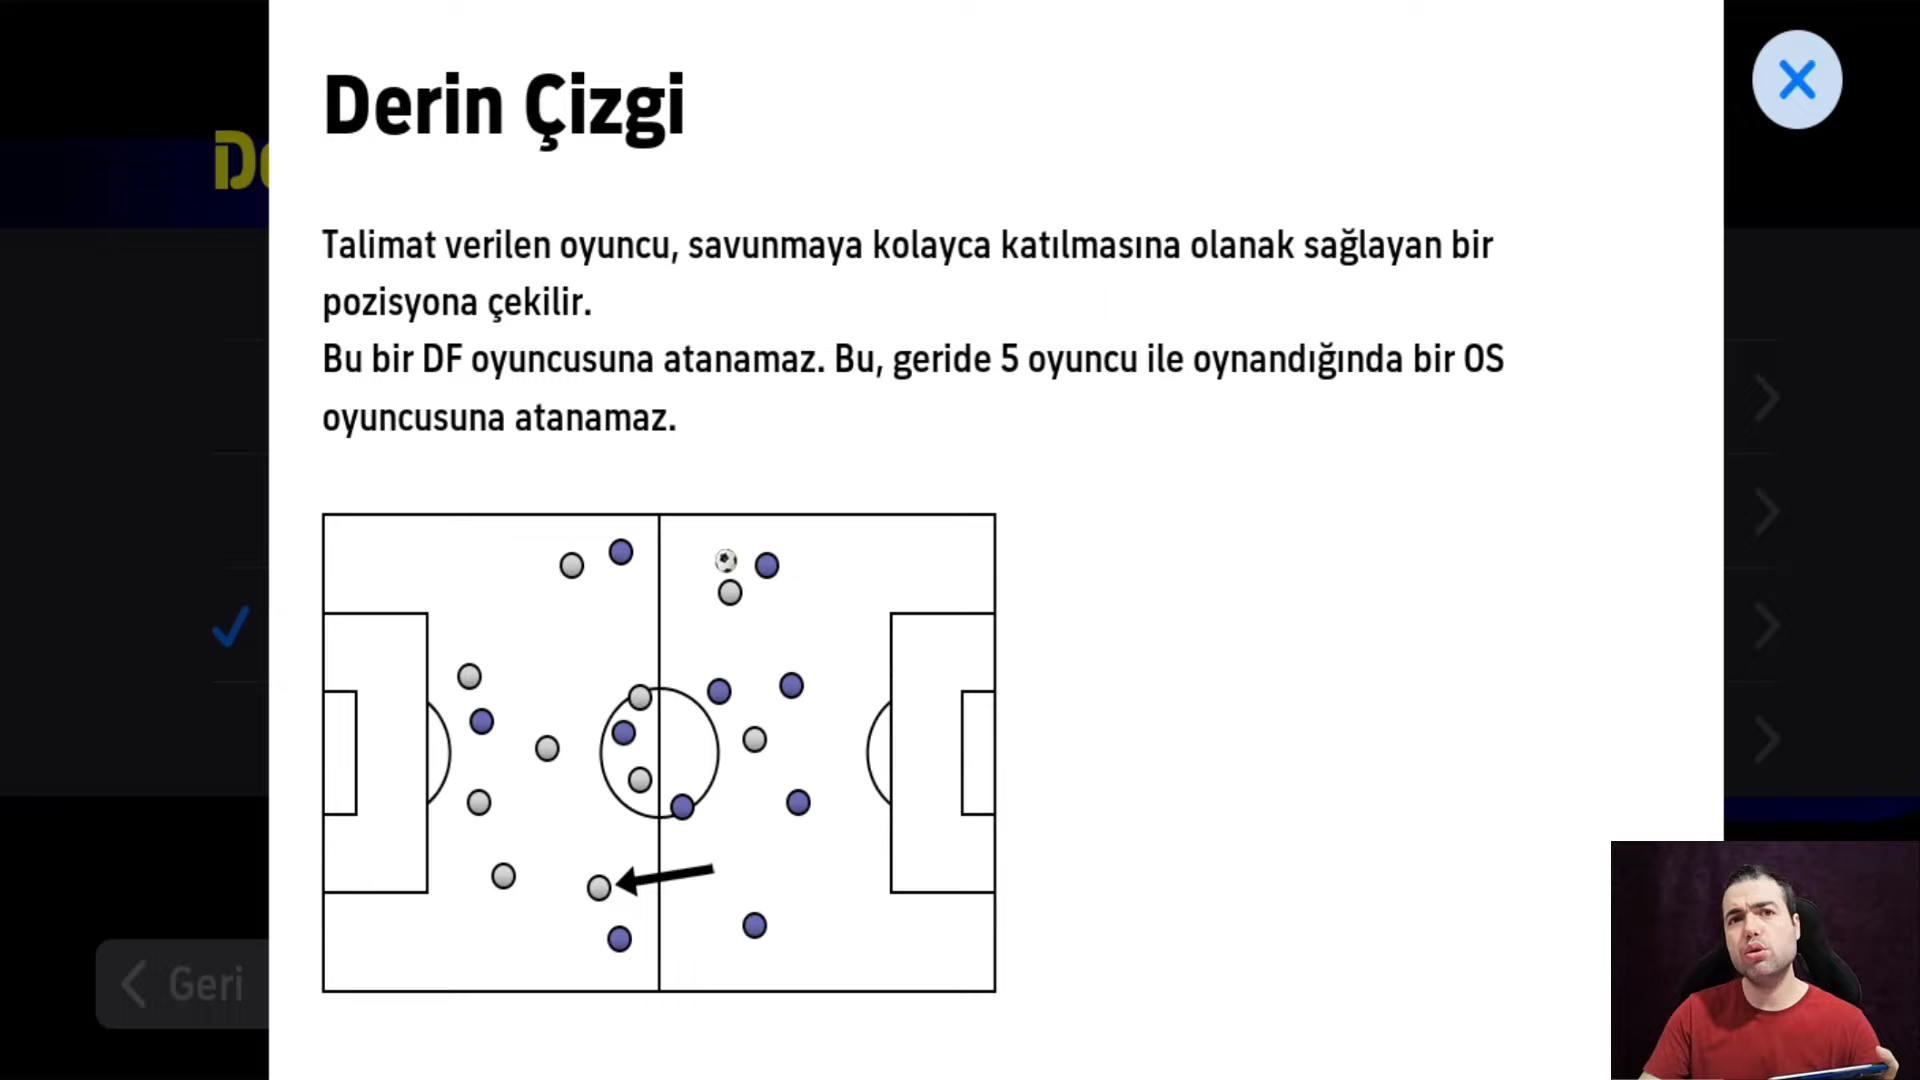 Derin Çizgi
Talimat verilen oyuncu, savunmaya kolayca katılmasına olanak sağlayan bir
pozisyona çekilir.
Bu bir DF oyuncusuna atanamaz. Bu, geride 5 oyuncu ile oynandığında bir OS
oyuncusuna atanamaz.
Geri